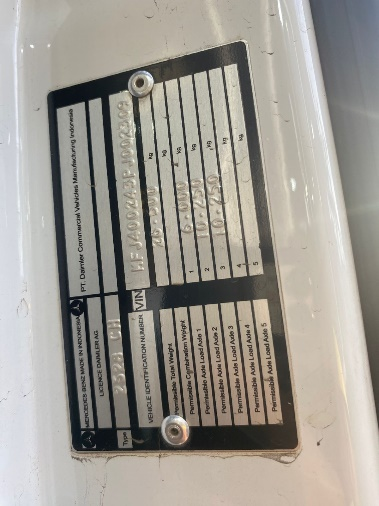 MERCEDES-BENZ MADE IN INDONESIA
PT. Daimler Commercial Vehicles Manufacturing Indonesia
LICENCE DAIMLER AG
Type 2528 CH
VEHICLE IDENTIFICATION NUMBER VIN
Permissible Total Weight 26.000 kg
Permissible Combination Weight kg
Permissible Axle Load Axle 1 1 6.000 kg
Permissible Axle Load Axle 2 2 10.250 kg
Permissible Axle Load Axle 3 3 10.250 kg
Permissible Axle Load Axle 4 4 kg
Permissible Axle Load Axle 5 5 kg